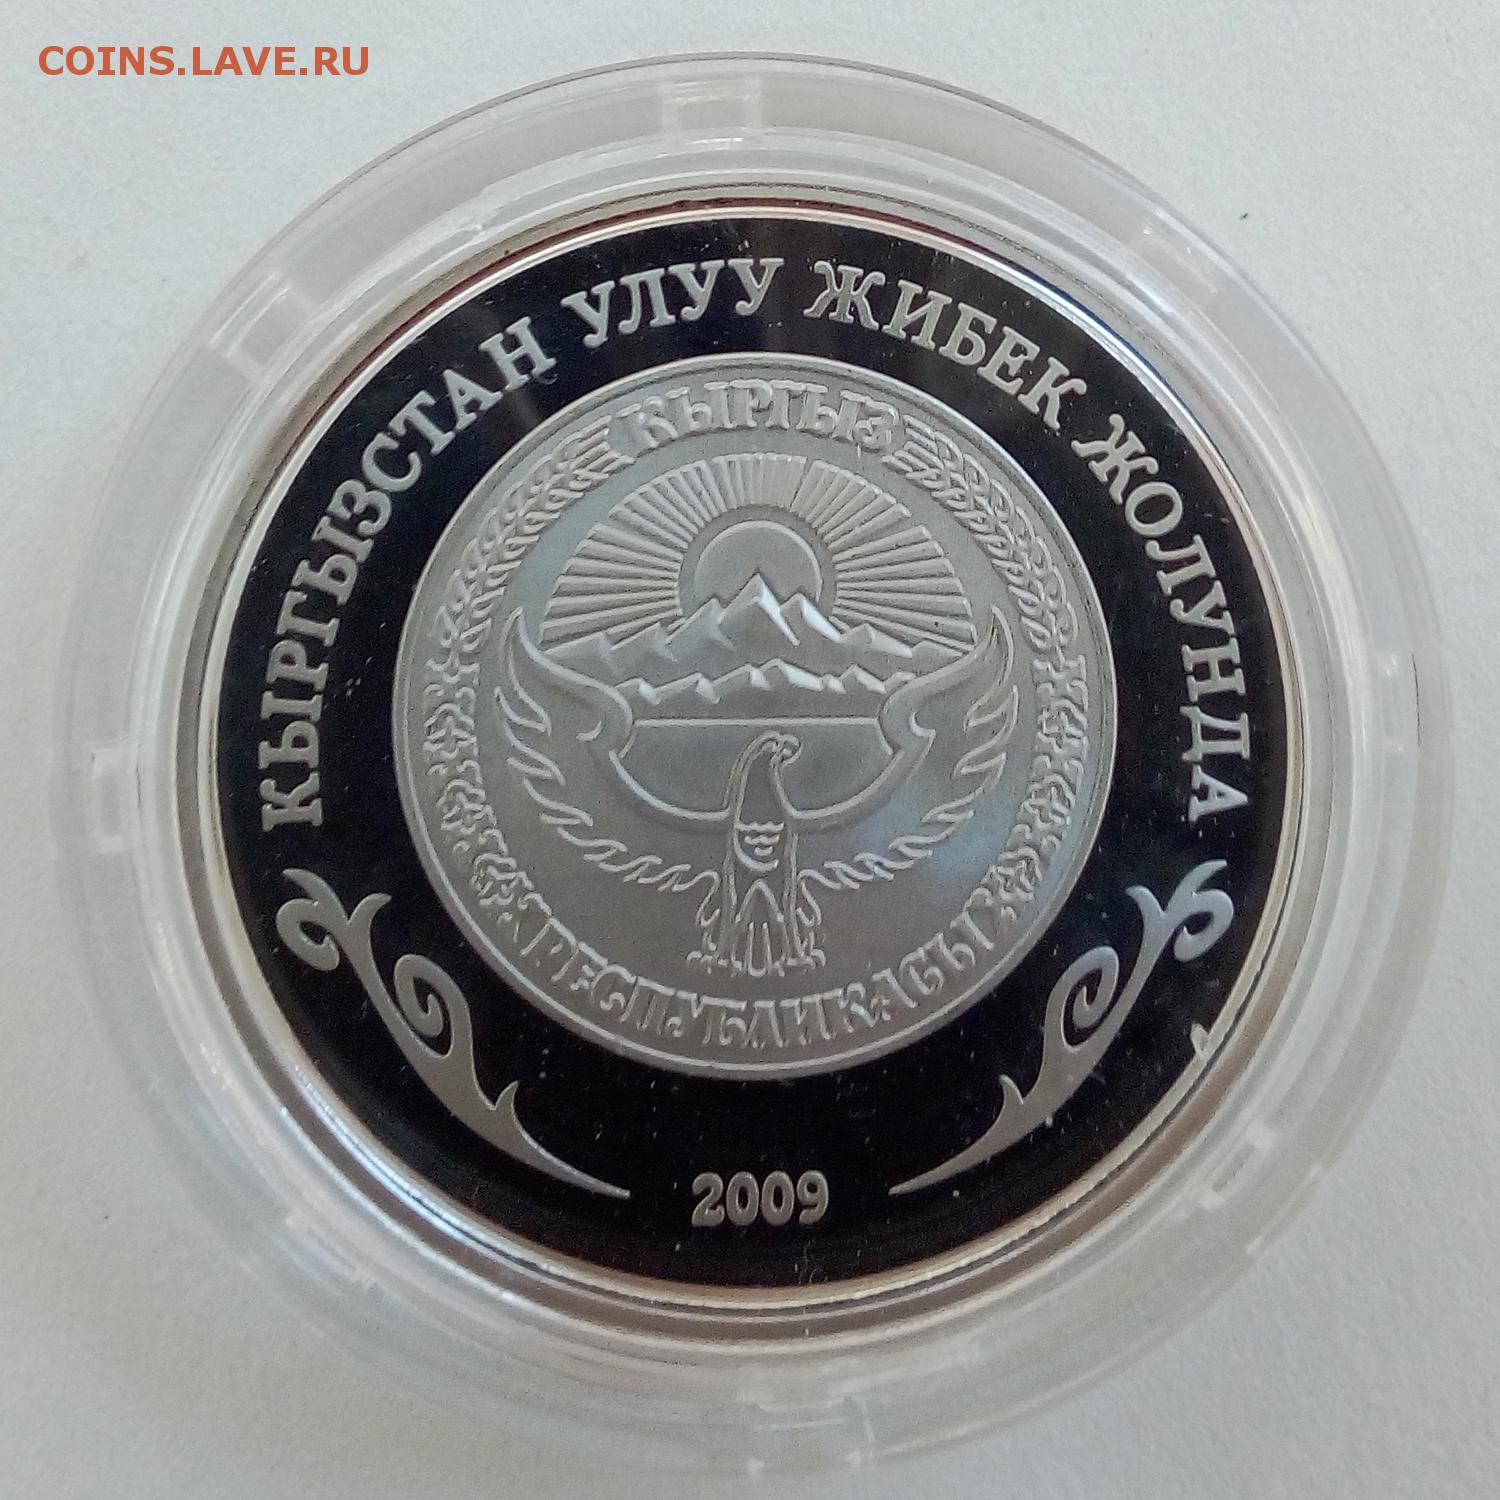 COINS.LAVE.RU
КЫРГЫЗСТАН УЛУУ ЖИБЕК ЖОЛУНДА
КЫРГЫЗ
РЕСПУБЛИКАСЫ
2009